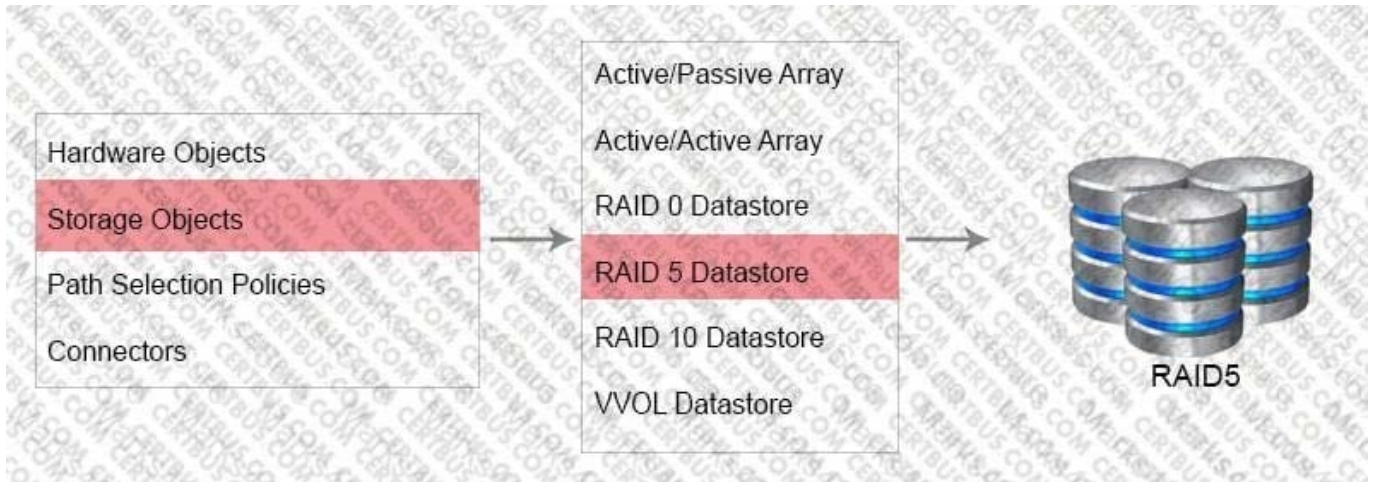 Hardware Objects
Storage Objects
Path Selection Policies
Connectors
Active/Passive Array
Active/Active Array
RAID 0 Datastore
RAID 5 Datastore
RAID 10 Datastore
VVOL Datastore
RAID5